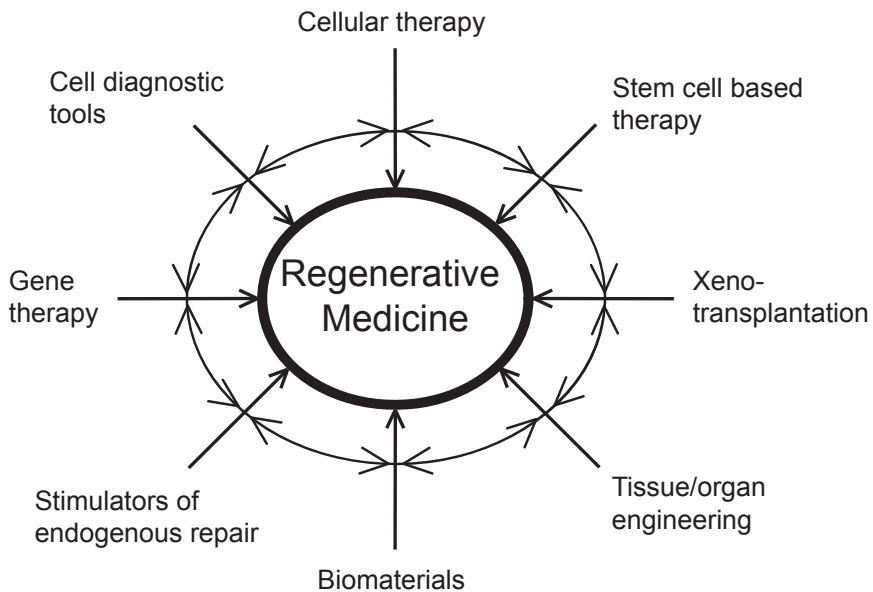 Cellular therapy
Cell diagnostic
tools
Stem cell based
therapy
Gene
therapy
Regenerative
Medicine
Xeno-
transplantation
Stimulators of
endogenous repair
Tissue/organ
engineering
Biomaterials